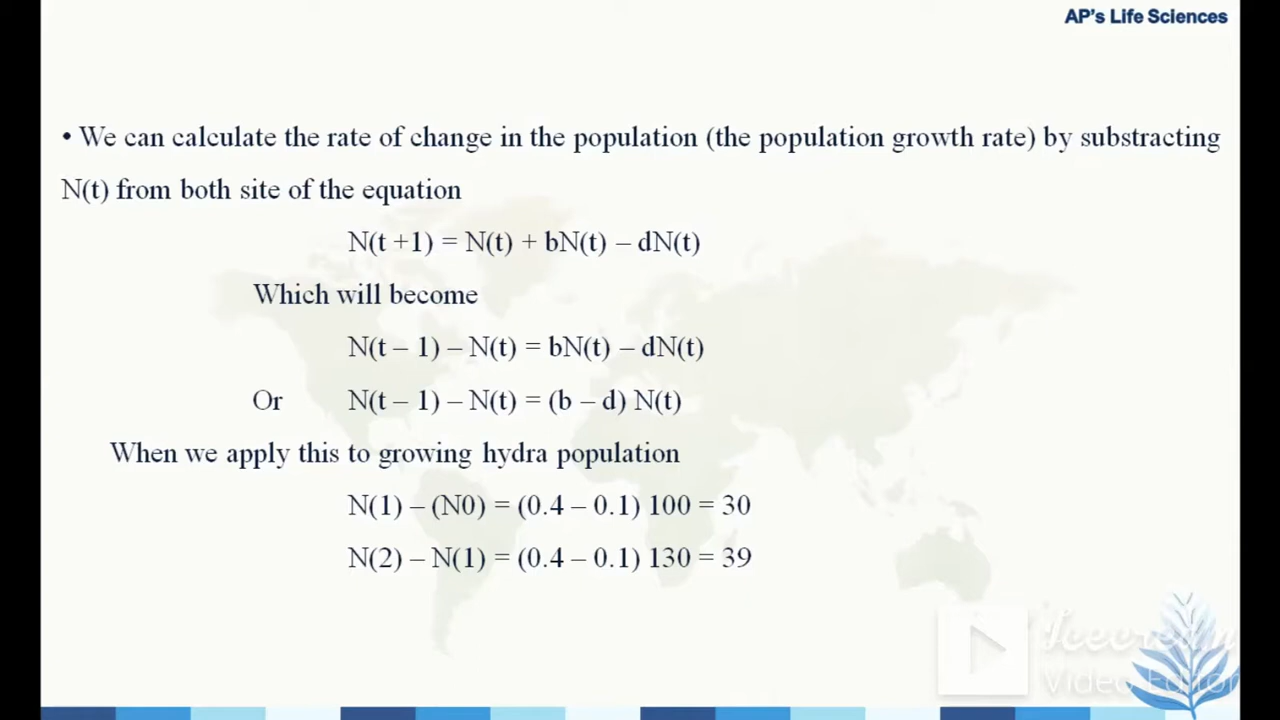 AP's Life Sciences
• We can calculate the rate of change in the population (the population growth rate) by substracting
N(t) from both site of the equation
N(t +1) = N(t) + bN(t) – dN(t)
Which will become
N(t – 1) – N(t) = bN(t) – dN(t)
Or N(t – 1) – N(t) = (b – d) N(t)
When we apply this to growing hydra population
N(1) – (N0) = (0.4 – 0.1) 100 = 30
N(2) – N(1) = (0.4 – 0.1) 130 = 39
Icecream
Video Editor